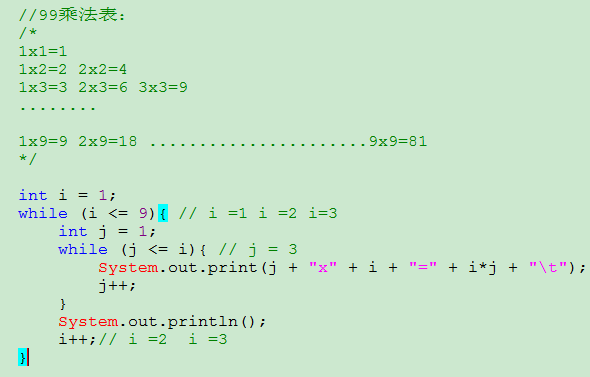 //99乘法表:
/*
1x1=1
1x2=2 2x2=4
1x3=3 2x3=6 3x3=9
........
1x9=9 2x9=18 ......................9x9=81
*/
int i = 1;
while (i <= 9){ // i =1 i =2 i=3
    int j = 1;
    while (j <= i){ // j = 3
        System.out.print(j + "x" + i + "=" + i*j + "\t");
        j++;
    }
    System.out.println();
    i++;// i =2  i =3
}